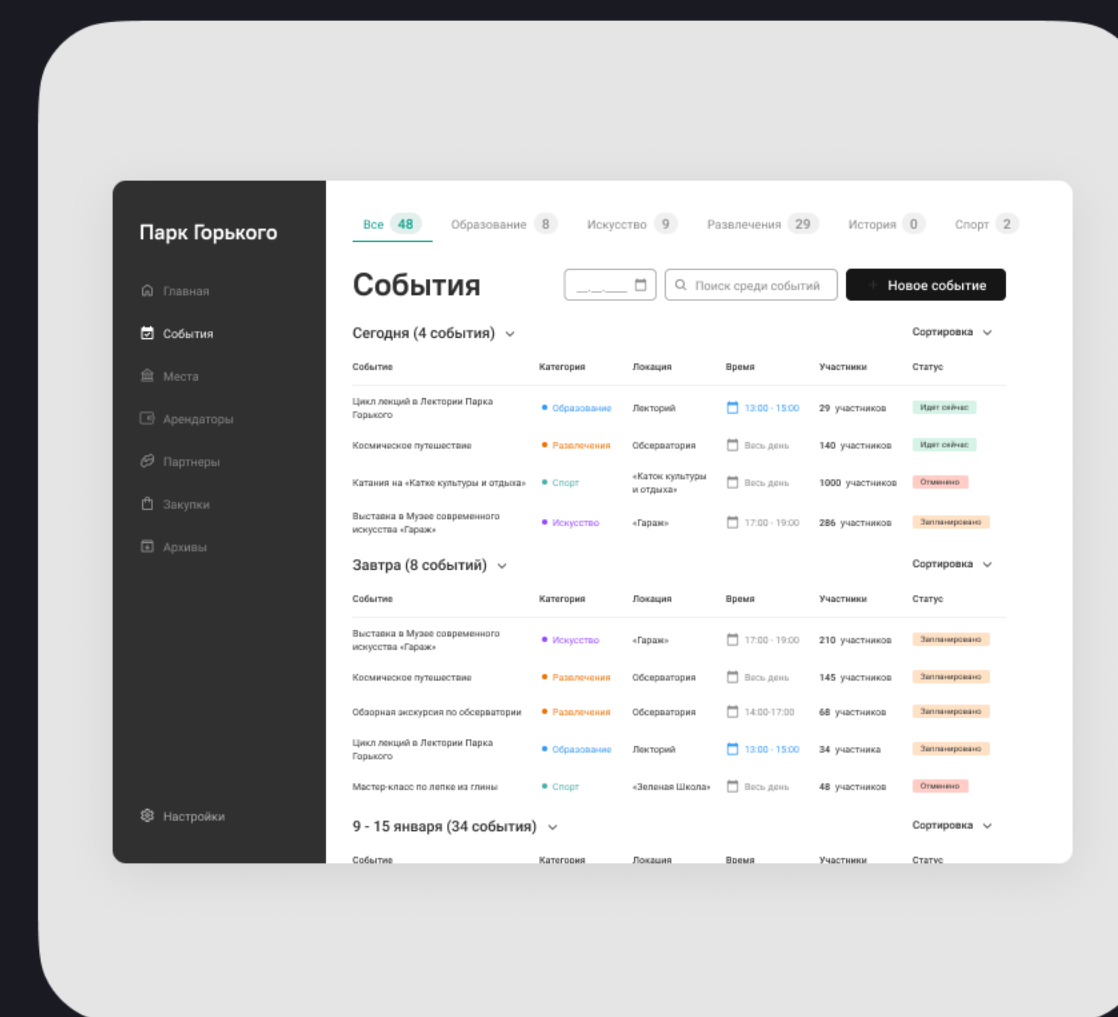 Парк Горького
Главная
События
Места
Арендаторы
Партнеры
Закупки
Архивы
Настройки
Все 48 Образование 8 Искусство 9 Развлечения 29 История 0 Спорт 2
События __.__.____ Поиск среди событий + Новое событие
Сегодня (4 события) Сортировка
Событие Категория Локация Время Участники Статус
Цикл лекций в Лектории Парка
Горького Образование Лекторий 13:00 - 15:00 29 участников Идет сейчас
Космическое путешествие Развлечения Обсерватория Весь день 140 участников Идет сейчас
Катания на «Катке культуры и отдыха» Спорт «Каток культуры
и отдыха» Весь день 1000 участников Отменено
Выставка в Музее современного
искусства «Гараж» Искусство «Гараж» 17:00 - 19:00 286 участников Запланировано
Завтра (8 событий) Сортировка
Событие Категория Локация Время Участники Статус
Выставка в Музее современного
искусства «Гараж» Искусство «Гараж» 17:00 - 19:00 210 участников Запланировано
Космическое путешествие Развлечения Обсерватория Весь день 145 участников Запланировано
Обзорная экскурсия по обсерватории Развлечения Обсерватория 14:00-17:00 68 участников Запланировано
Цикл лекций в Лектории Парка
Горького Образование Лекторий 13:00 - 15:00 34 участника Запланировано
Мастер-класс по лепке из глины Спорт «Зеленая Школа» Весь день 48 участников Отменено
9 - 15 января (34 события) Сортировка
Событие Категория Локация Время Участники Статус